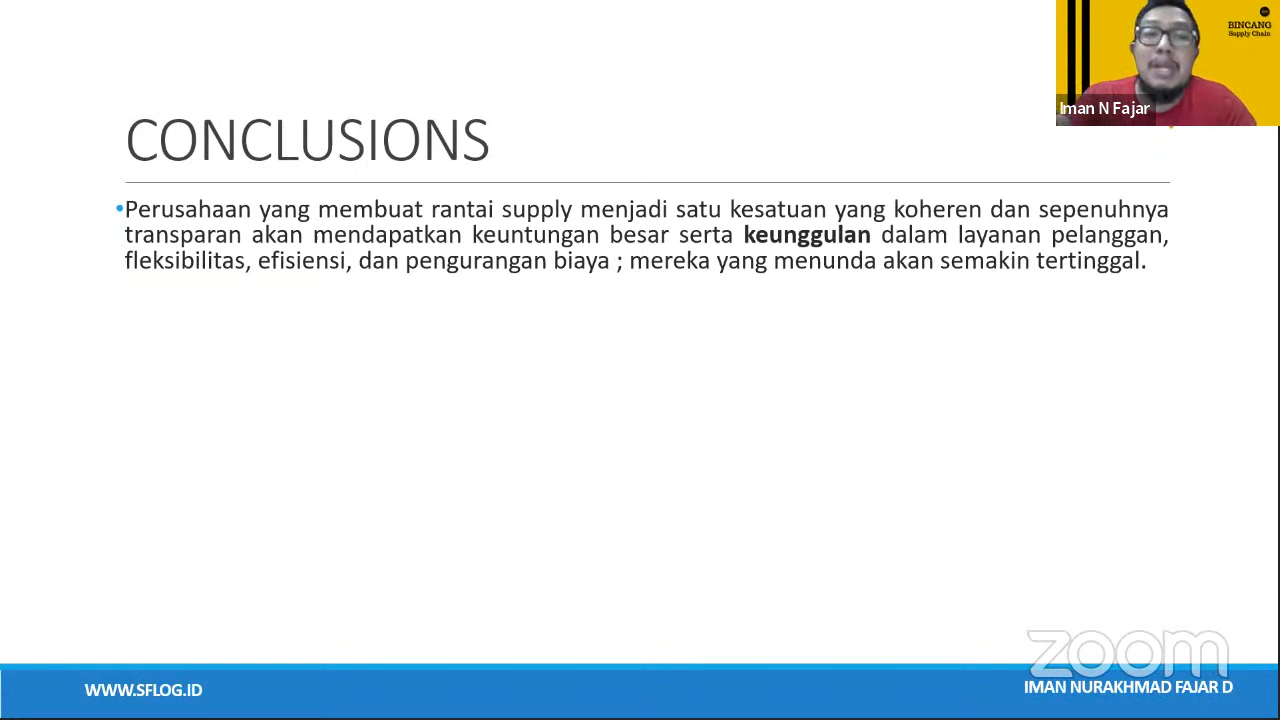 BINCANG
Supply Chain
Iman N Fajar
CONCLUSIONS
•Perusahaan yang membuat rantai supply menjadi satu kesatuan yang koheren dan sepenuhnya
transparan akan mendapatkan keuntungan besar serta keunggulan dalam layanan pelanggan,
fleksibilitas, efisiensi, dan pengurangan biaya ; mereka yang menunda akan semakin tertinggal.
zoom
WWW.SFLOG.ID
IMAN NURAKHMAD FAJAR D